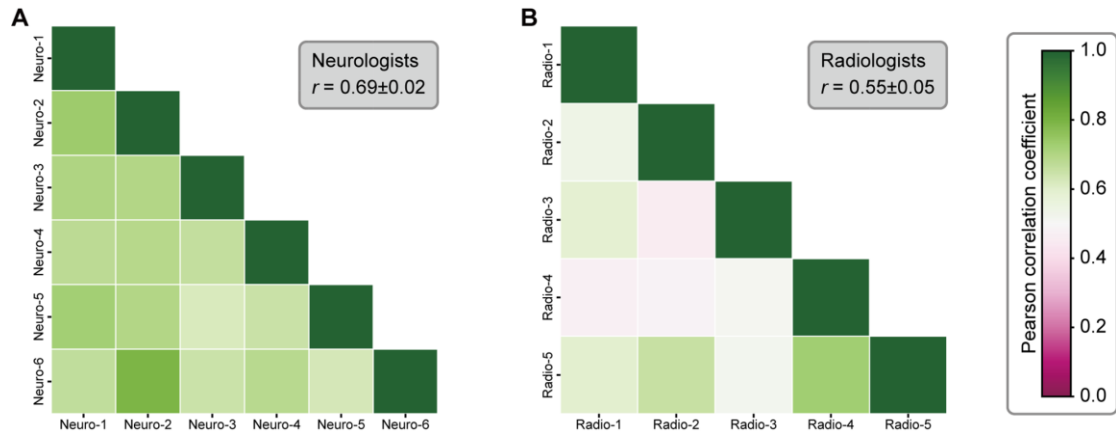 A
Neurologists
r = 0.69±0.02
Neuro-1
Neuro-2
Neuro-3
Neuro-4
Neuro-5
Neuro-6
Neuro-1 Neuro-2 Neuro-3 Neuro-4 Neuro-5 Neuro-6
B
Radiologists
r = 0.55±0.05
Radio-1
Radio-2
Radio-3
Radio-4
Radio-5
Radio-1 Radio-2 Radio-3 Radio-4 Radio-5
Pearson correlation coefficient
1.0
0.8
0.6
0.4
0.2
0.0